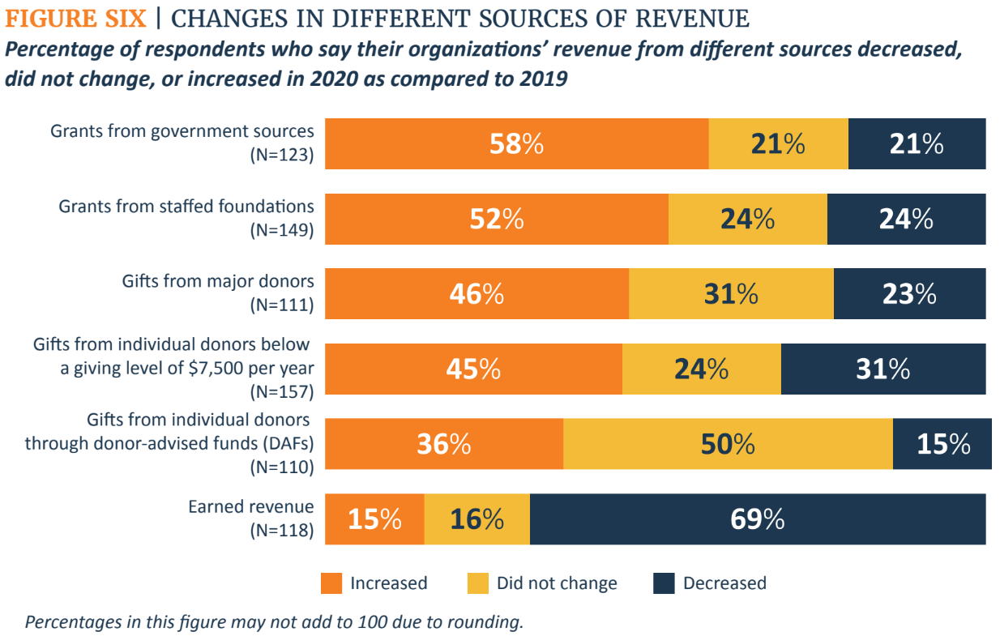 FIGURE SIX | CHANGES IN DIFFERENT SOURCES OF REVENUE
Percentage of respondents who say their organizations’ revenue from different sources decreased,
did not change, or increased in 2020 as compared to 2019
Grants from government sources
(N=123)
58%
21%
21%
Grants from staffed foundations
(N=149)
52%
24%
24%
Gifts from major donors
(N=111)
46%
31%
23%
Gifts from individual donors below
a giving level of $7,500 per year
(N=157)
45%
24%
31%
Gifts from individual donors
through donor-advised funds (DAFs)
(N=110)
36%
50%
15%
Earned revenue
(N=118)
15%
16%
69%
Increased
Did not change
Decreased
Percentages in this figure may not add to 100 due to rounding.